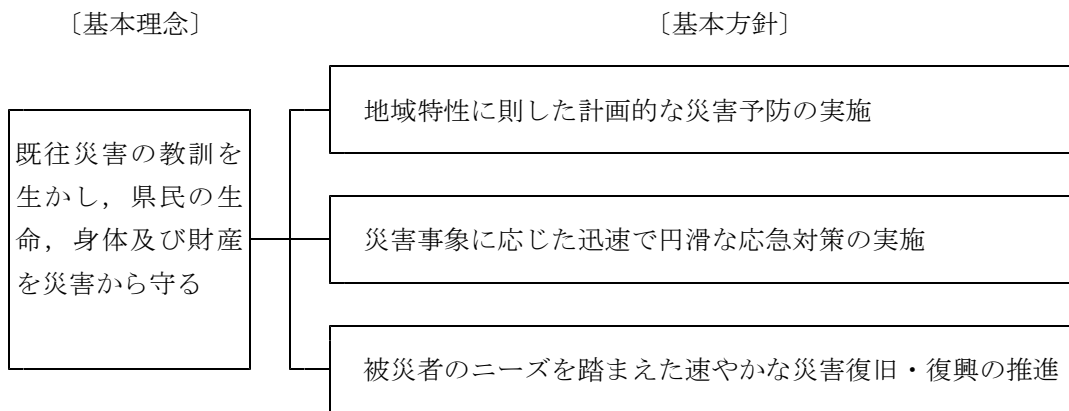 〔基本理念〕
〔基本方針〕
既往災害の教訓を
生かし，県民の生
命，身体及び財産
を災害から守る
地域特性に則した計画的な災害予防の実施
災害事象に応じた迅速で円滑な応急対策の実施
被災者のニーズを踏まえた速やかな災害復旧・復興の推進